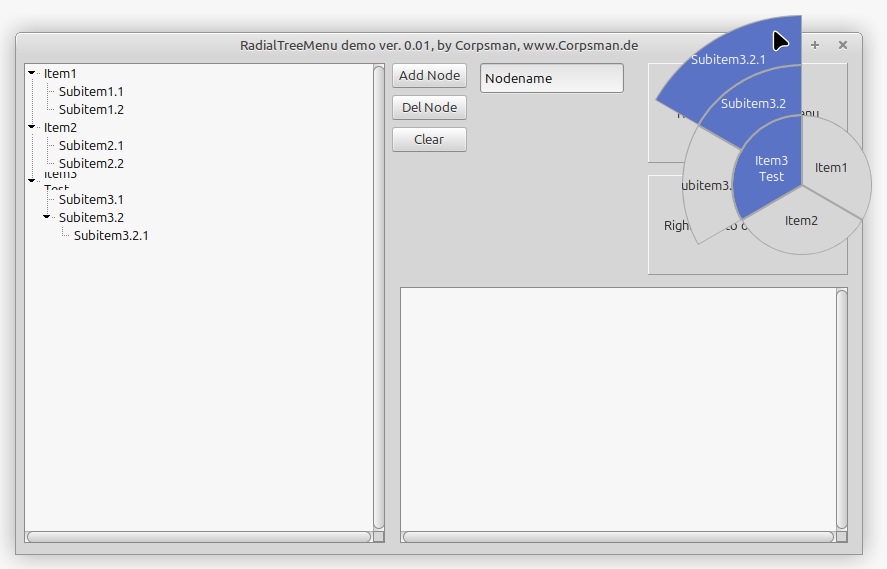 RadialTreeMenu demo ver. 0.01, by Corpsman, www.Corpsman.de
Item1
Subitem1.1
Subitem1.2
Item2
Subitem2.1
Subitem2.2
Item3
Test
Subitem3.1
Subitem3.2
Subitem3.2.1
Add Node
Del Node
Clear
Nodename
Subitem3.2.1
Subitem3.2
Item3
Test
Item1
Item2